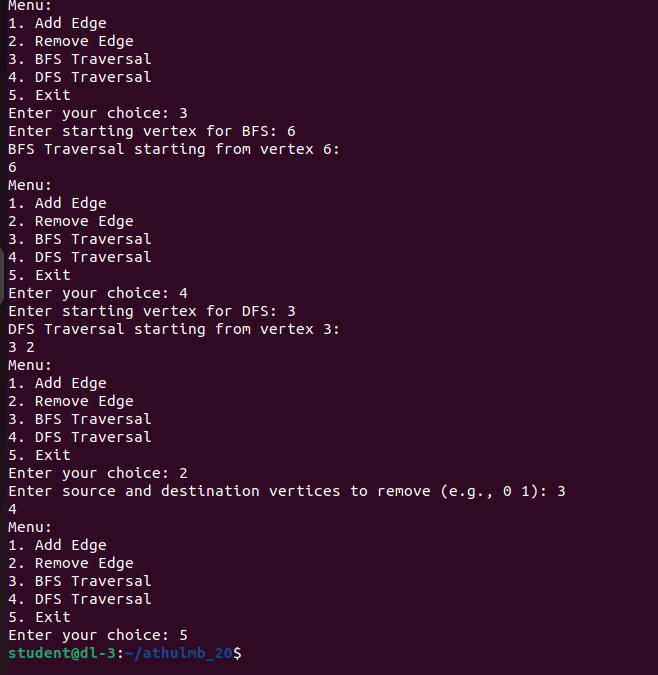 Menu:
1. Add Edge
2. Remove Edge
3. BFS Traversal
4. DFS Traversal
5. Exit
Enter your choice: 3
Enter starting vertex for BFS: 6
BFS Traversal starting from vertex 6:
6
Menu:
1. Add Edge
2. Remove Edge
3. BFS Traversal
4. DFS Traversal
5. Exit
Enter your choice: 4
Enter starting vertex for DFS: 3
DFS Traversal starting from vertex 3:
3 2
Menu:
1. Add Edge
2. Remove Edge
3. BFS Traversal
4. DFS Traversal
5. Exit
Enter your choice: 2
Enter source and destination vertices to remove (e.g., 0 1): 3
4
Menu:
1. Add Edge
2. Remove Edge
3. BFS Traversal
4. DFS Traversal
5. Exit
Enter your choice: 5
student@dl-3:~/athulmb_20$